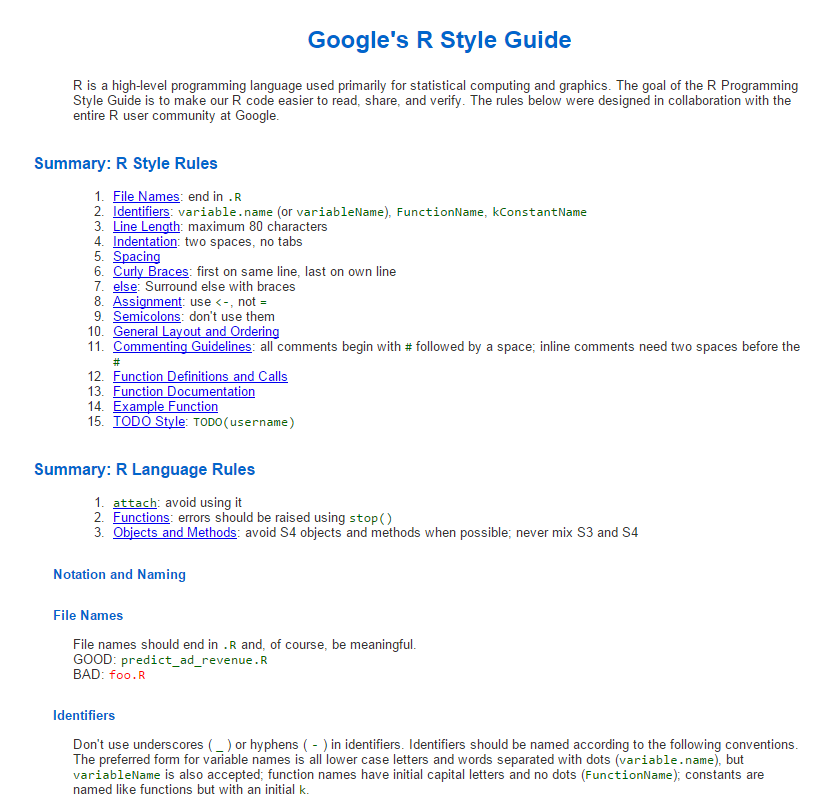 Google's R Style Guide
R is a high-level programming language used primarily for statistical computing and graphics. The goal of the R Programming
Style Guide is to make our R code easier to read, share, and verify. The rules below were designed in collaboration with the
entire R user community at Google.
Summary: R Style Rules
1. File Names: end in .R
2. Identifiers: variable.name (or variableName), FunctionName, kConstantName
3. Line Length: maximum 80 characters
4. Indentation: two spaces, no tabs
5. Spacing
6. Curly Braces: first on same line, last on own line
7. else: Surround else with braces
8. Assignment: use <-, not =
9. Semicolons: don't use them
10. General Layout and Ordering
11. Commenting Guidelines: all comments begin with # followed by a space; inline comments need two spaces before the
#
12. Function Definitions and Calls
13. Function Documentation
14. Example Function
15. TODO Style: TODO(username)
Summary: R Language Rules
1. attach: avoid using it
2. Functions: errors should be raised using stop()
3. Objects and Methods: avoid S4 objects and methods when possible; never mix S3 and S4
Notation and Naming
File Names
File names should end in .R and, of course, be meaningful.
GOOD: predict_ad_revenue.R
BAD: foo.R
Identifiers
Don't use underscores ( _ ) or hyphens ( - ) in identifiers. Identifiers should be named according to the following conventions.
The preferred form for variable names is all lower case letters and words separated with dots (variable.name), but
variableName is also accepted; function names have initial capital letters and no dots (FunctionName); constants are
named like functions but with an initial k.